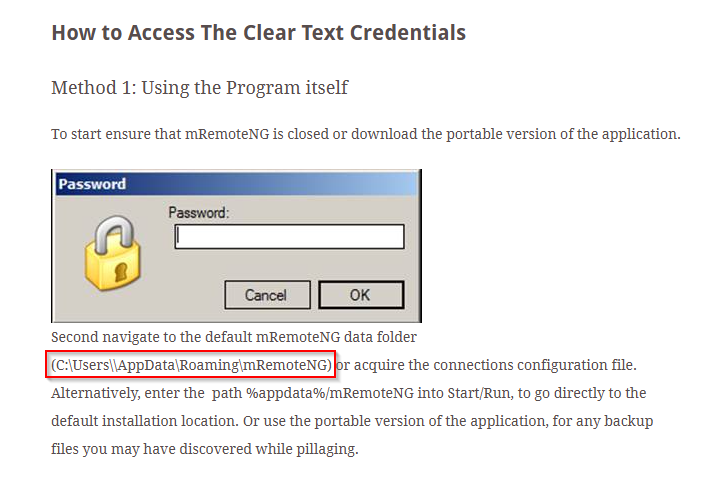 How to Access The Clear Text Credentials
Method 1: Using the Program itself
To start ensure that mRemoteNG is closed or download the portable version of the application.
Password
Password:
Cancel
OK
Second navigate to the default mRemoteNG data folder
(C:\Users\\AppData\Roaming\mRemoteNG) or acquire the connections configuration file.
Alternatively, enter the  path %appdata%/mRemoteNG into Start/Run, to go directly to the
default installation location. Or use the portable version of the application, for any backup
files you may have discovered while pillaging.